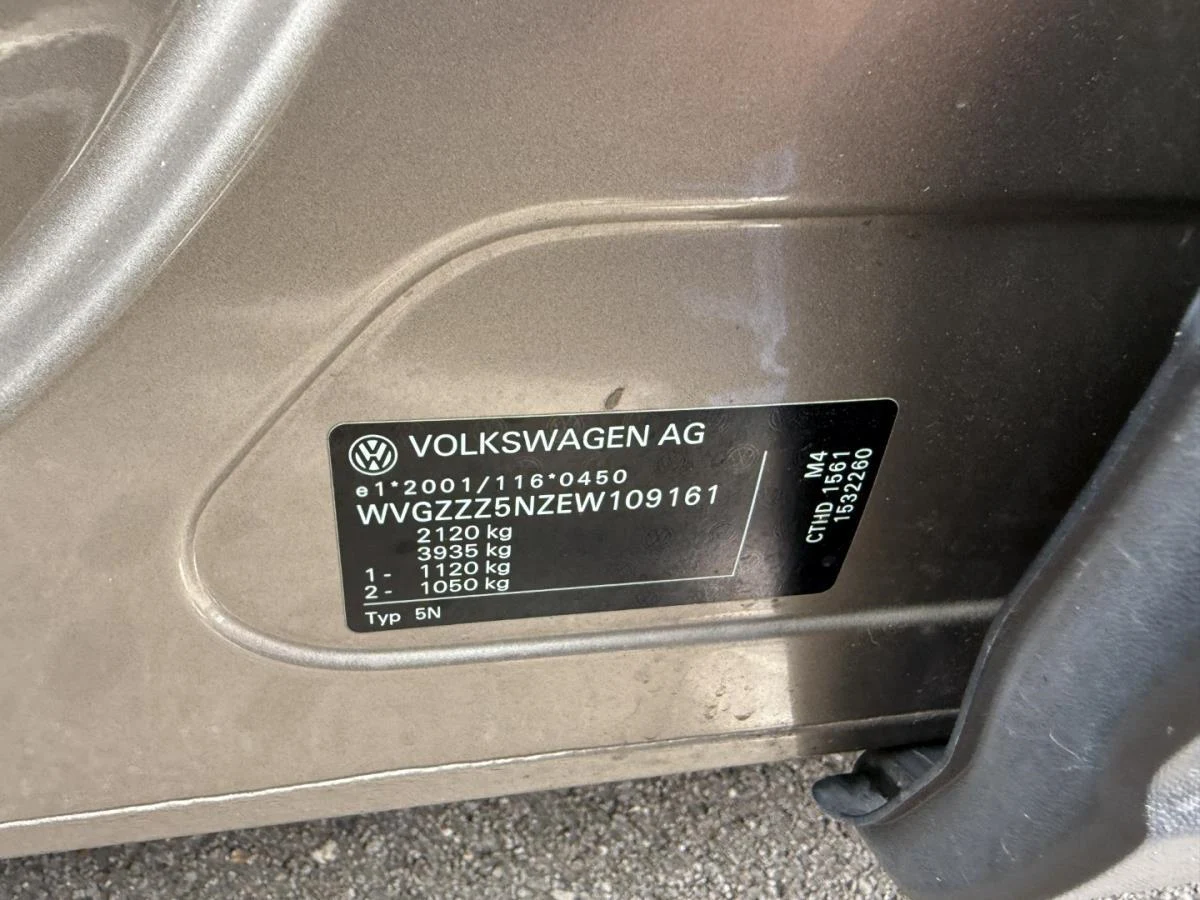 VOLKSWAGEN AG
e1*2001/116*0450
WVGZZZ5NZEW109161
2120 kg
3935 kg
1- 1120 kg
2- 1050 kg
Typ 5N
M4
CTHD 1561
1532260